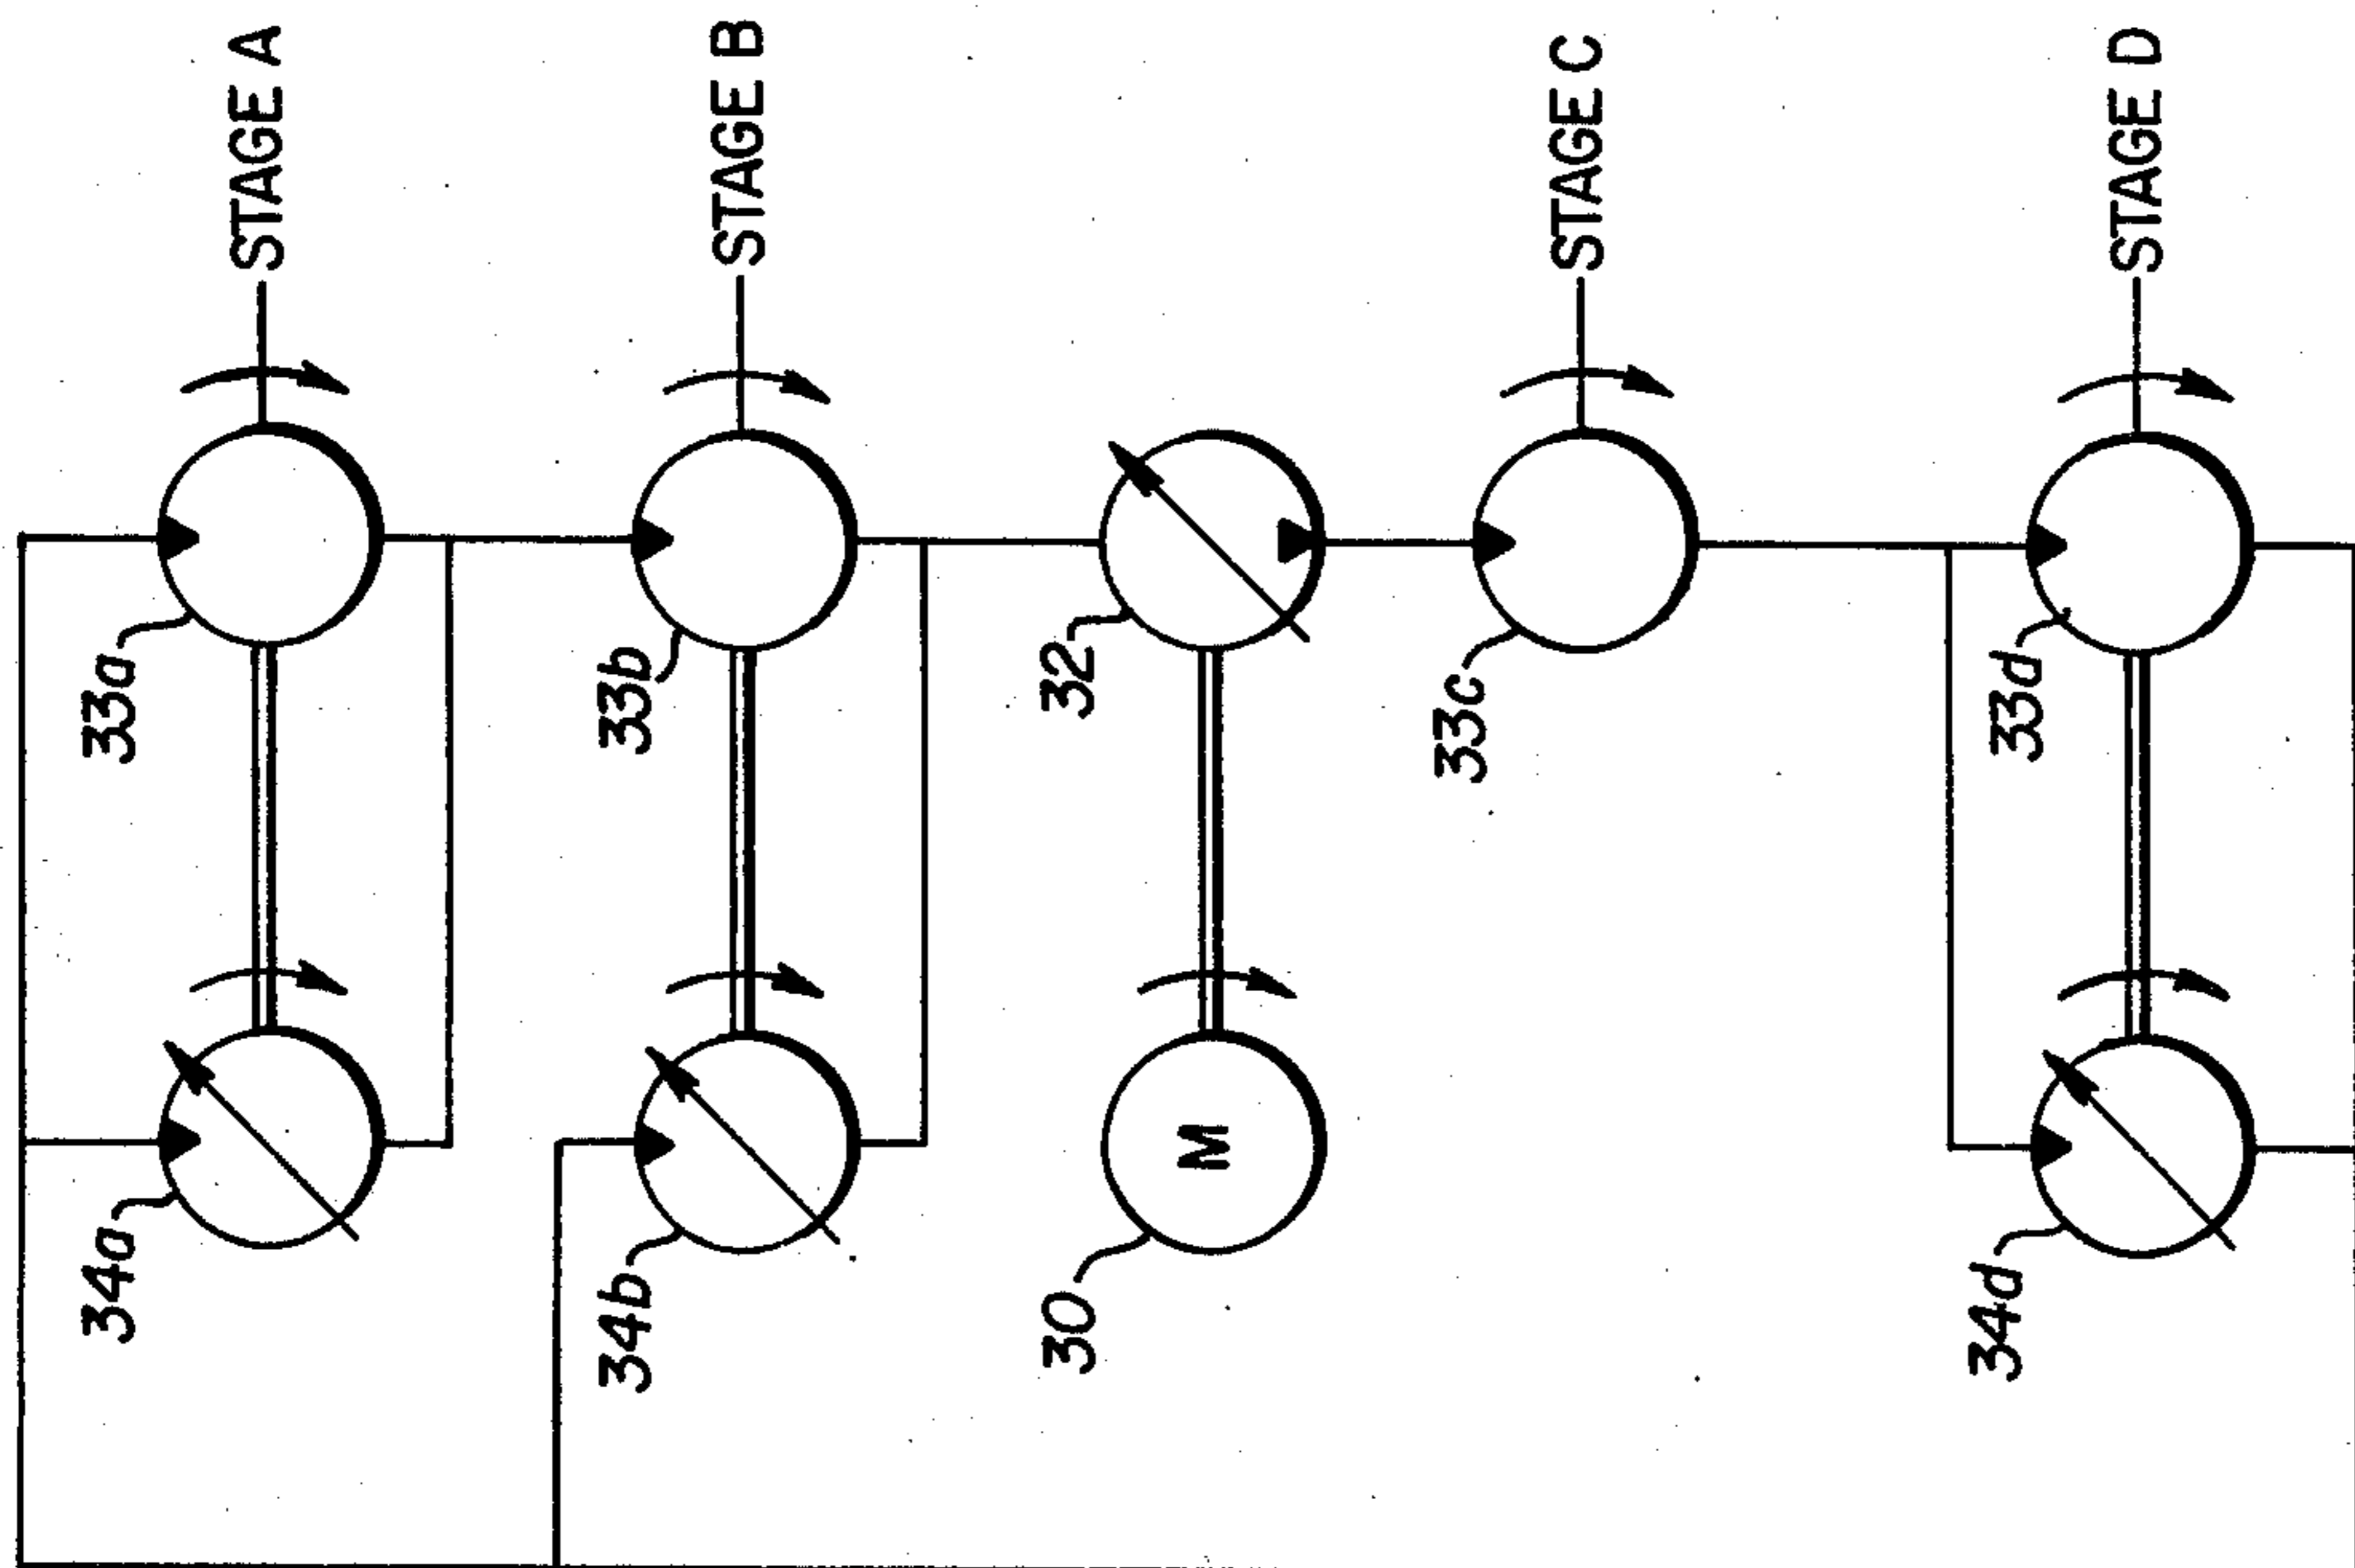 STAGE A
STAGE B
STAGE C
STAGE D
33a
33b
32
33c
33d
34a
34b
30
M
34d